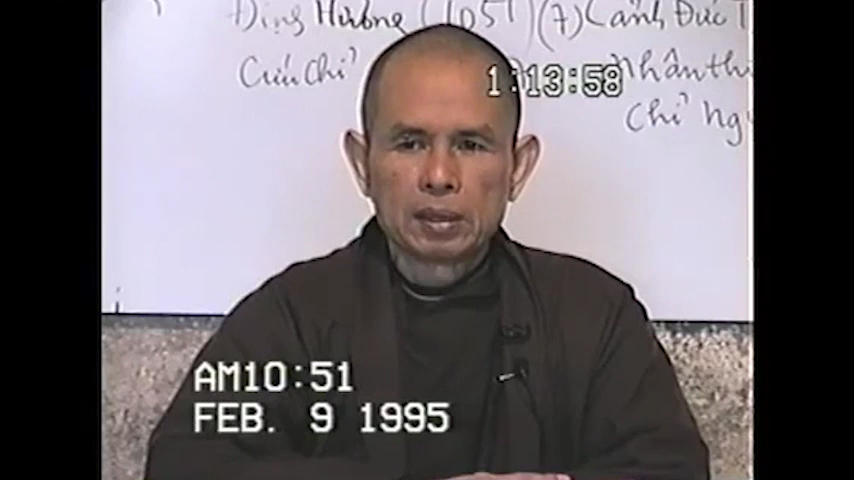 Định Hương (1051) (7) Cảnh Đức T
Cứu Chỉ Nhân thi
Chỉ Ng
1:13:58
AM10:51
FEB. 9 1995